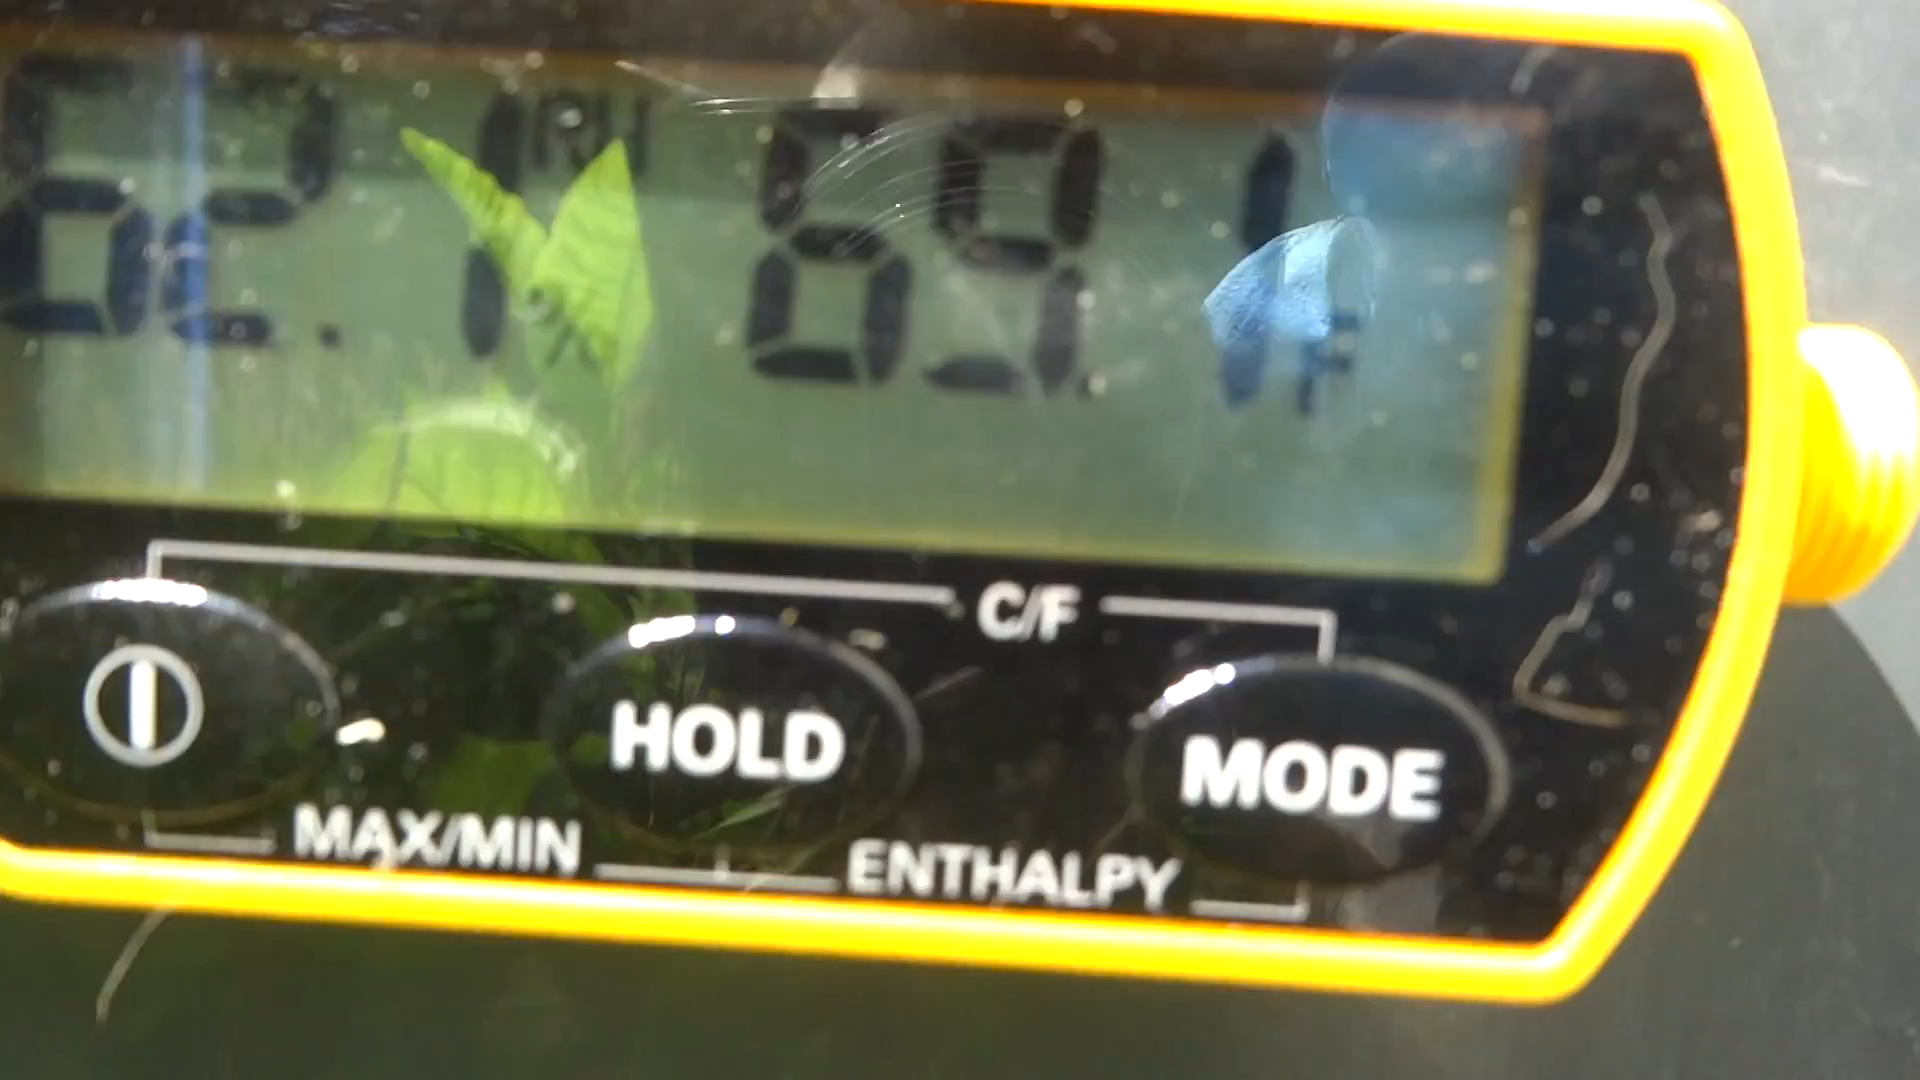 62.1 RH % 69.1 F
C/F
HOLD MODE
MAX/MIN ENTHALPY